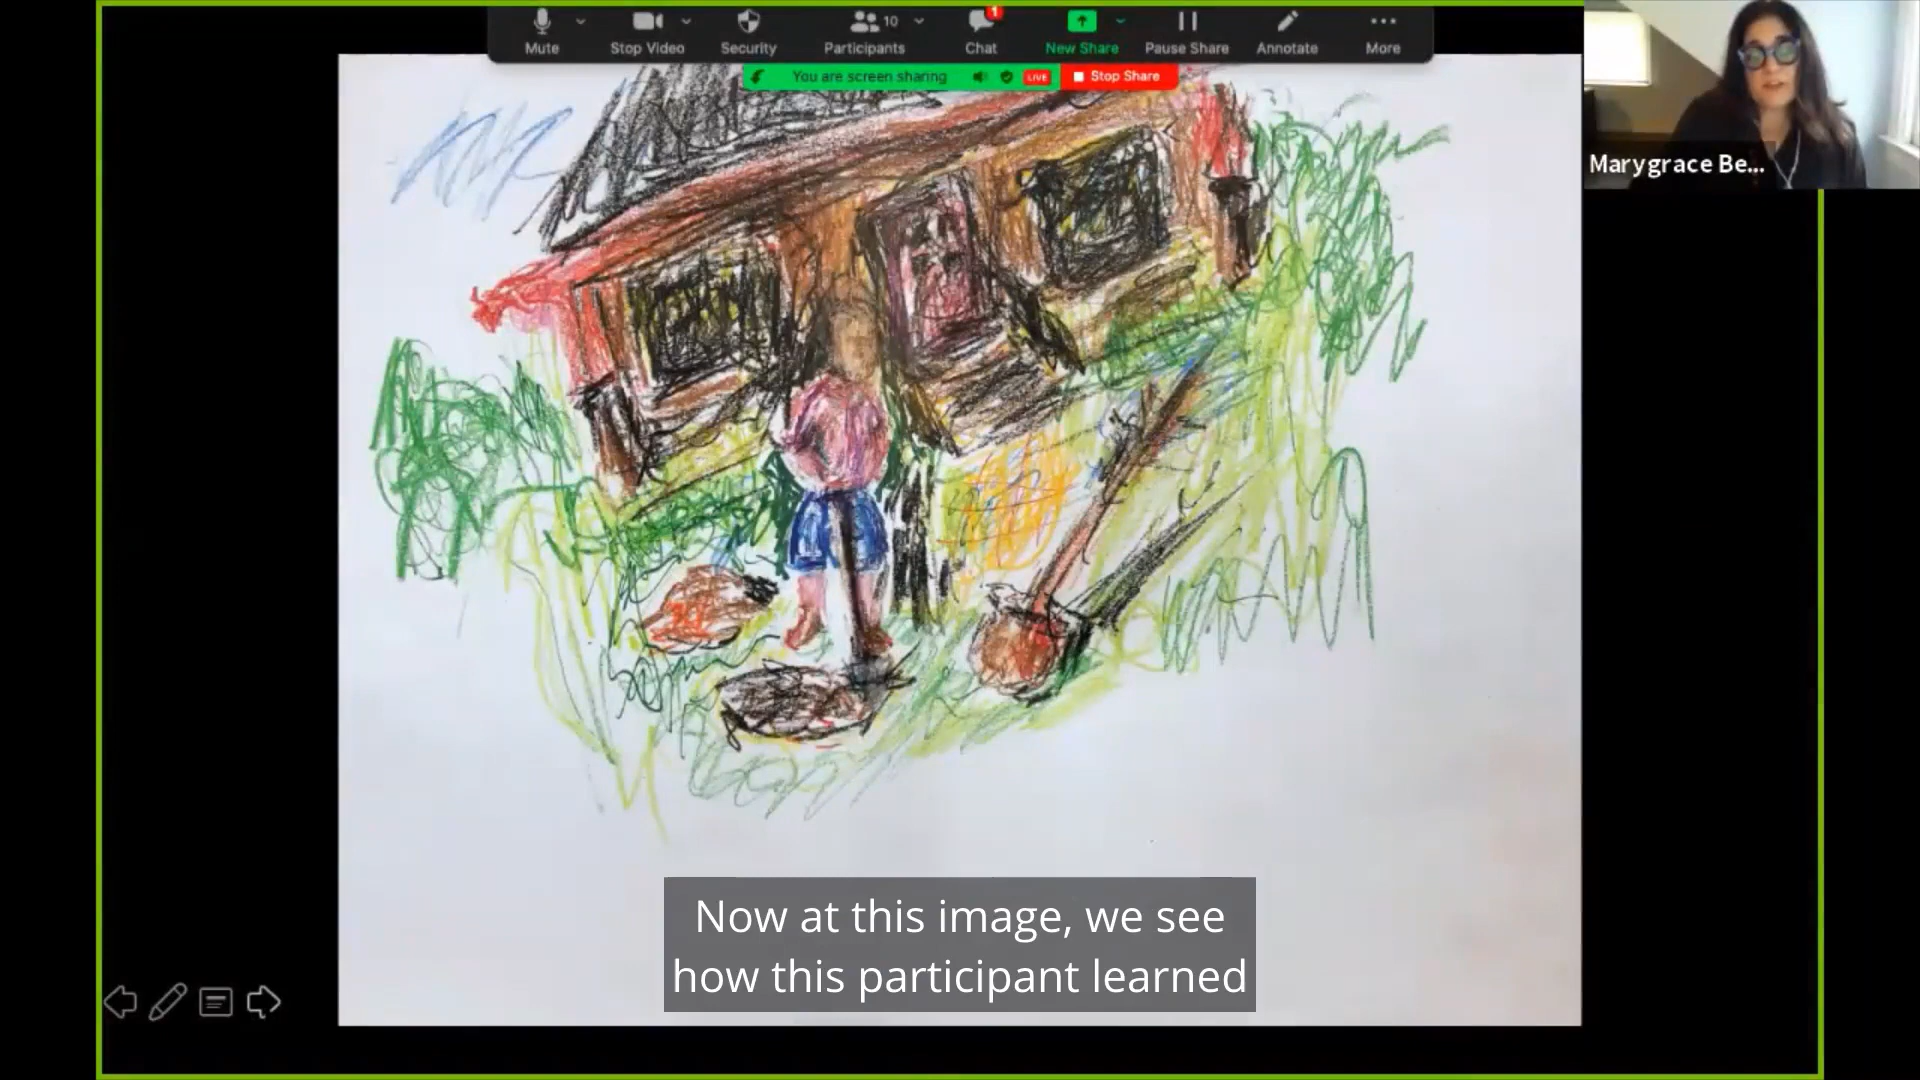 Mute
Stop Video
Security
10
Participants
1
Chat
New Share
Pause Share
Annotate
More
You are screen sharing
LIVE
Stop Share
Marygrace Be...
Now at this image, we see
how this participant learned